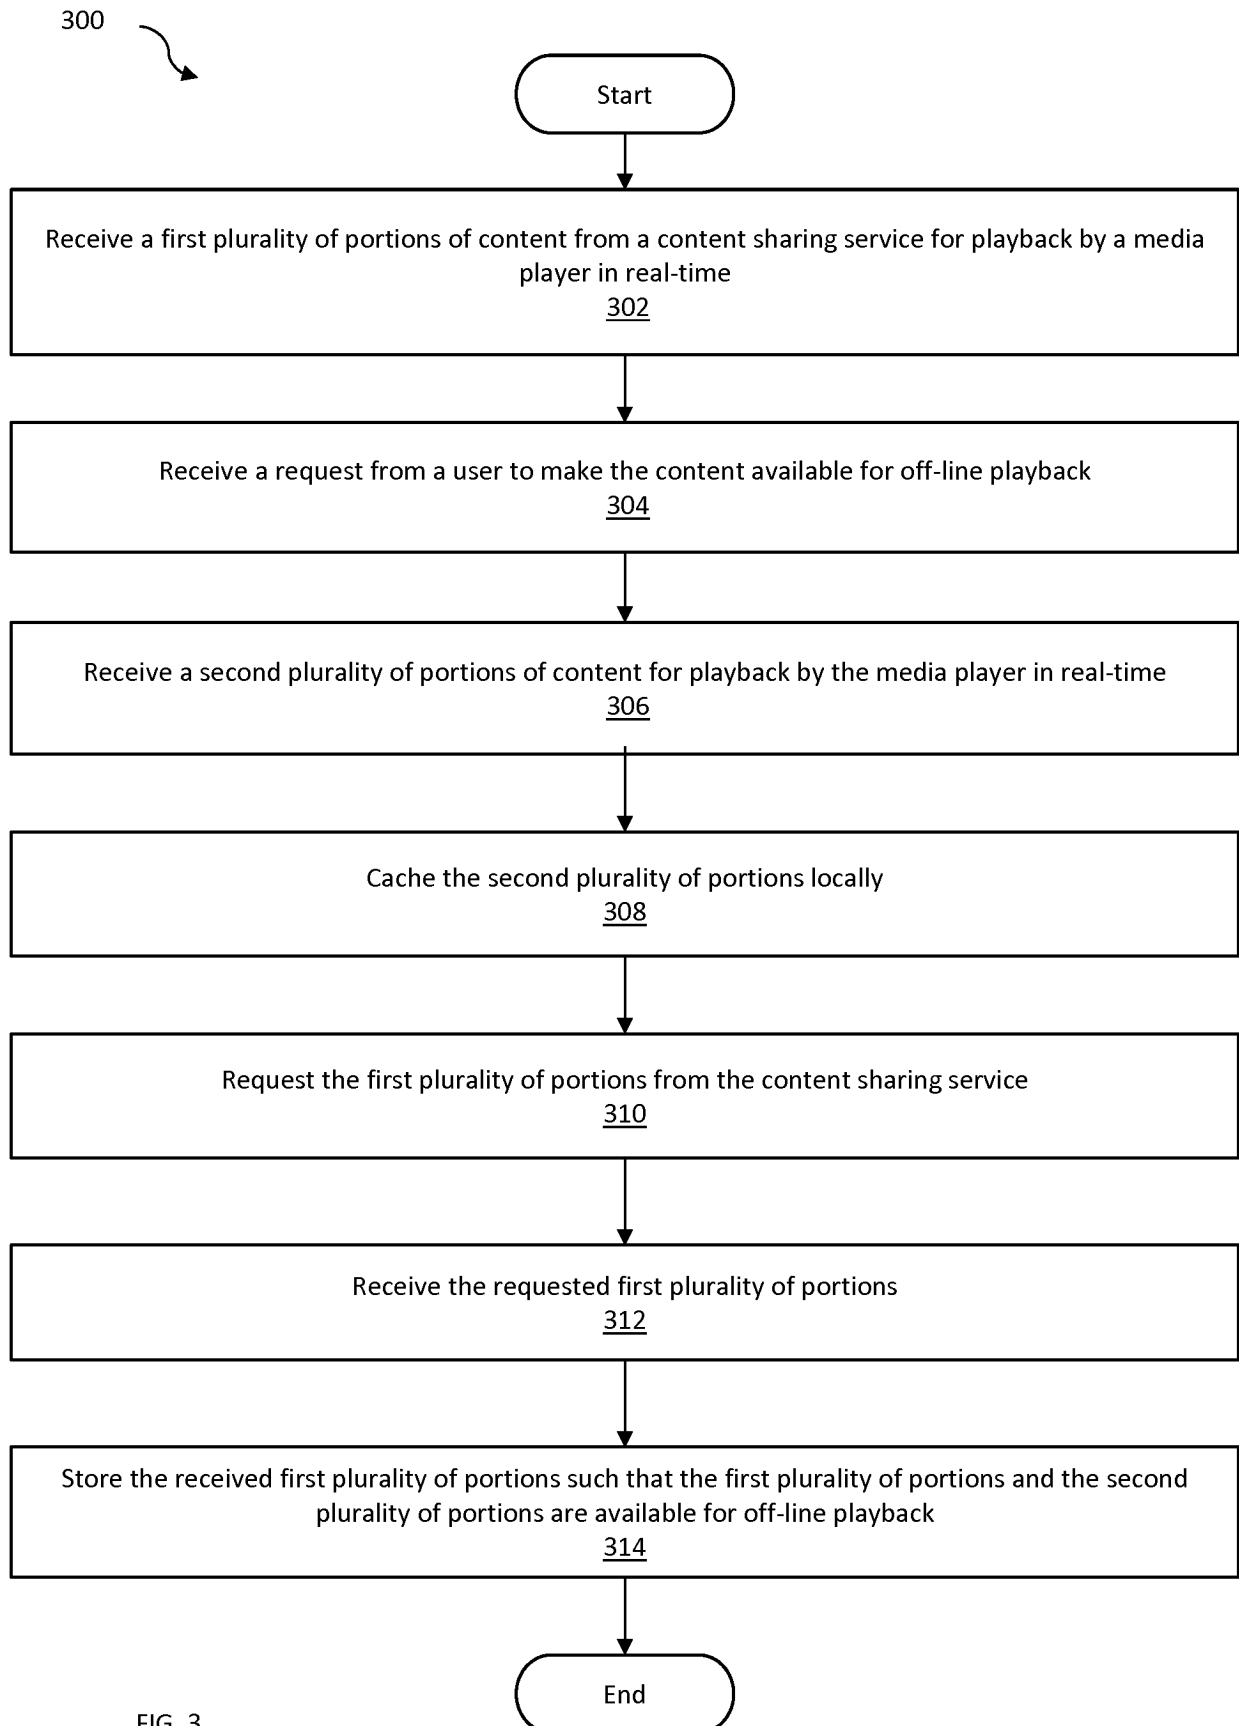 300
Start
Receive a first plurality of portions of content from a content sharing service for playback by a media
player in real-time
302
Receive a request from a user to make the content available for off-line playback
304
Receive a second plurality of portions of content for playback by the media player in real-time
306
Cache the second plurality of portions locally
308
Request the first plurality of portions from the content sharing service
310
Receive the requested first plurality of portions
312
Store the received first plurality of portions such that the first plurality of portions and the second
plurality of portions are available for off-line playback
314
End
FIG. 3